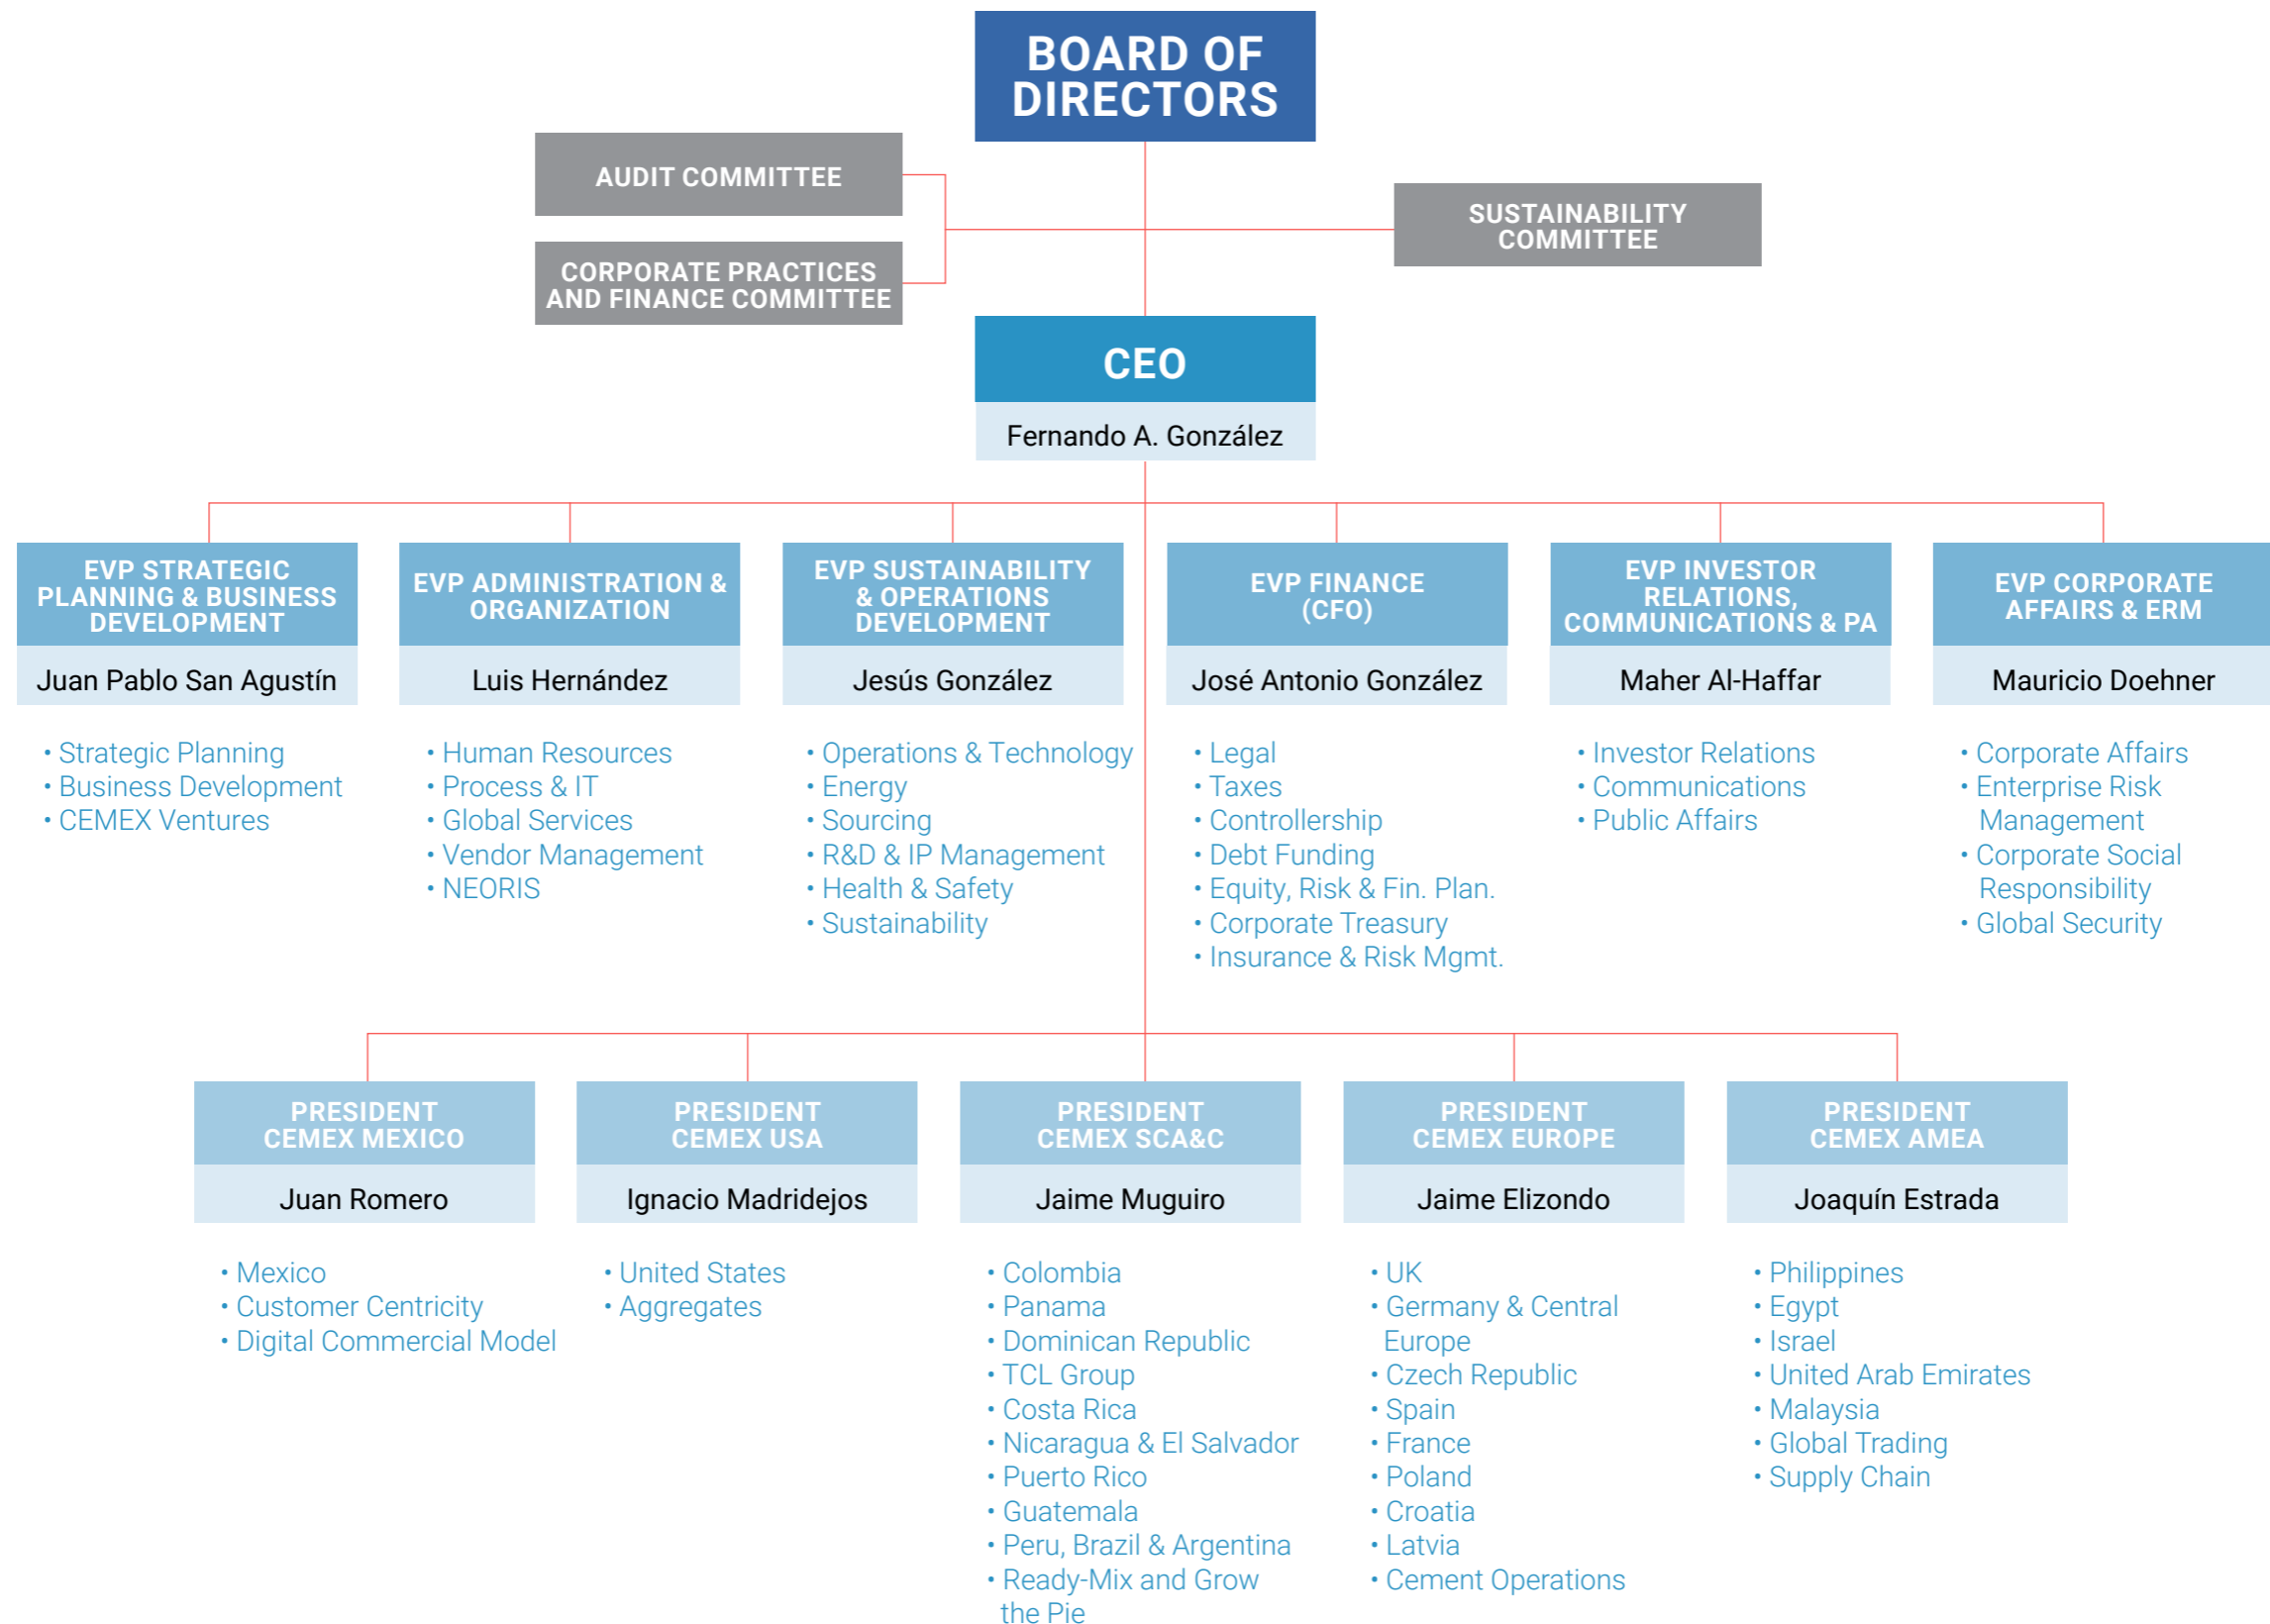 BOARD OF
DIRECTORS
AUDIT COMMITTEE
SUSTAINABILITY
COMMITTEE
CORPORATE PRACTICES
AND FINANCE COMMITTEE
CEO
Fernando A. González
EVP STRATEGIC
PLANNING & BUSINESS
DEVELOPMENT
Juan Pablo San Agustín
• Strategic Planning
• Business Development
• CEMEX Ventures
EVP ADMINISTRATION &
ORGANIZATION
Luis Hernández
• Human Resources
• Process & IT
• Global Services
• Vendor Management
• NEORIS
EVP SUSTAINABILITY
& OPERATIONS
DEVELOPMENT
Jesús González
• Operations & Technology
• Energy
• Sourcing
• R&D & IP Management
• Health & Safety
• Sustainability
EVP FINANCE
(CFO)
José Antonio González
• Legal
• Taxes
• Controllership
• Debt Funding
• Equity, Risk & Fin. Plan.
• Corporate Treasury
• Insurance & Risk Mgmt.
EVP INVESTOR
RELATIONS,
COMMUNICATIONS & PA
Maher Al-Haffar
• Investor Relations
• Communications
• Public Affairs
EVP CORPORATE
AFFAIRS & ERM
Mauricio Doehner
• Corporate Affairs
• Enterprise Risk
Management
• Corporate Social
Responsibility
• Global Security
PRESIDENT
CEMEX MEXICO
Juan Romero
• Mexico
• Customer Centricity
• Digital Commercial Model
PRESIDENT
CEMEX USA
Ignacio Madridejos
• United States
• Aggregates
PRESIDENT
CEMEX SCA&C
Jaime Muguiro
• Colombia
• Panama
• Dominican Republic
• TCL Group
• Costa Rica
• Nicaragua & El Salvador
• Puerto Rico
• Guatemala
• Peru, Brazil & Argentina
• Ready-Mix and Grow
the Pie
PRESIDENT
CEMEX EUROPE
Jaime Elizondo
• UK
• Germany & Central
Europe
• Czech Republic
• Spain
• France
• Poland
• Croatia
• Latvia
• Cement Operations
PRESIDENT
CEMEX AMEA
Joaquín Estrada
• Philippines
• Egypt
• Israel
• United Arab Emirates
• Malaysia
• Global Trading
• Supply Chain